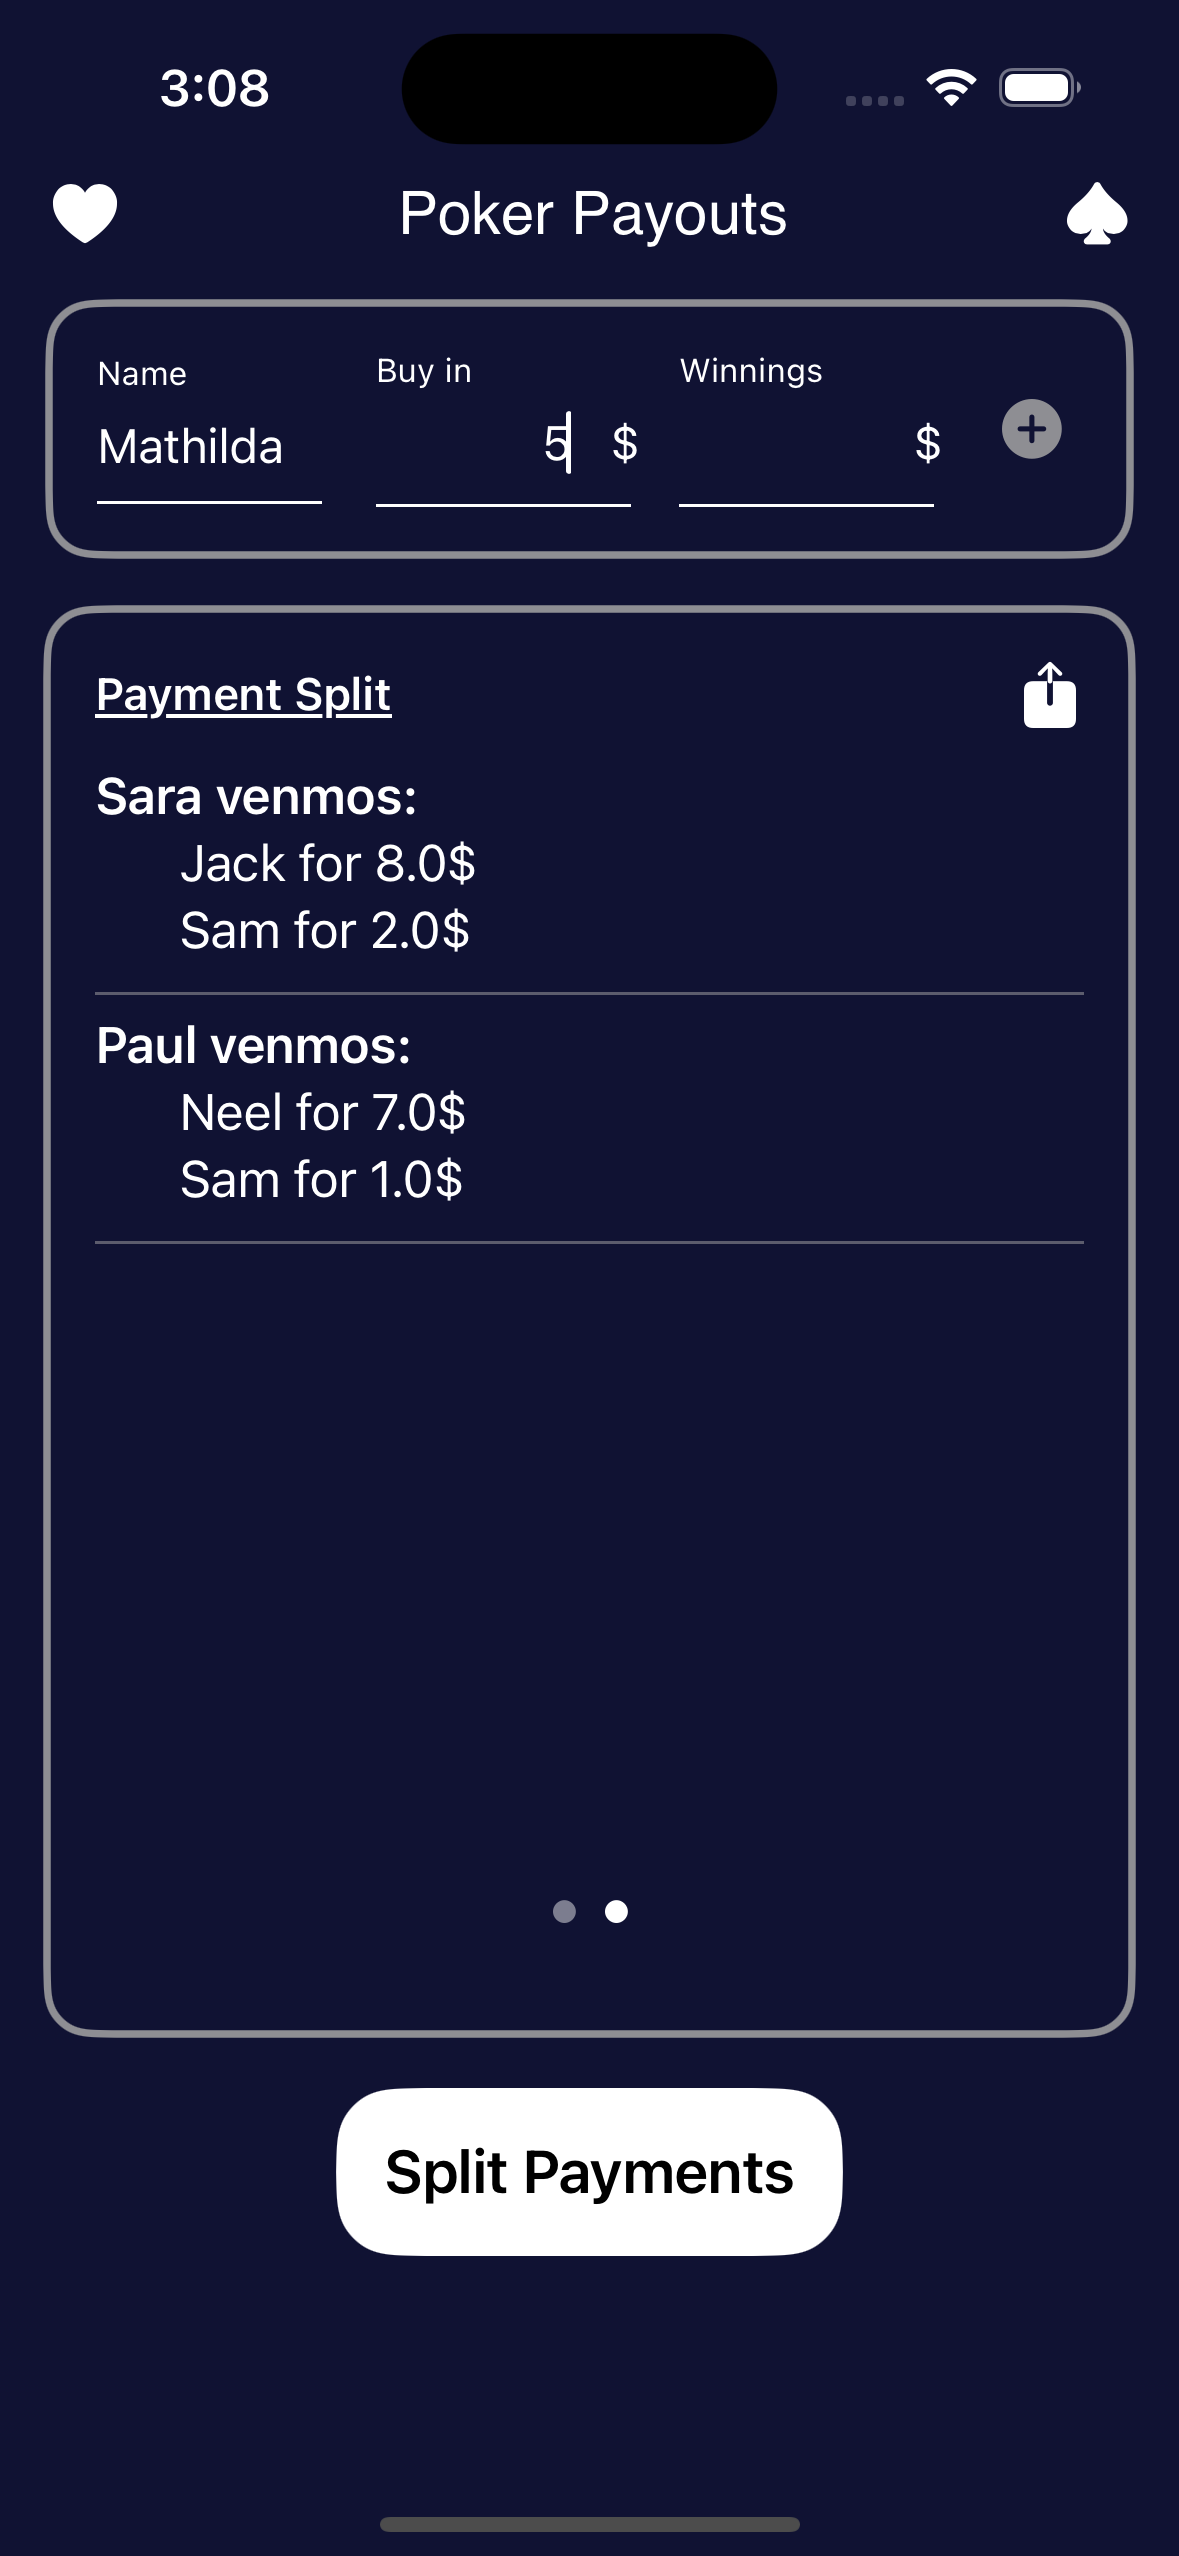 3:08
Poker Payouts
Name Buy in Winnings
Mathilda 5 $ $
Payment Split
Sara venmos:
Jack for 8.0$
Sam for 2.0$
Paul venmos:
Neel for 7.0$
Sam for 1.0$
Split Payments